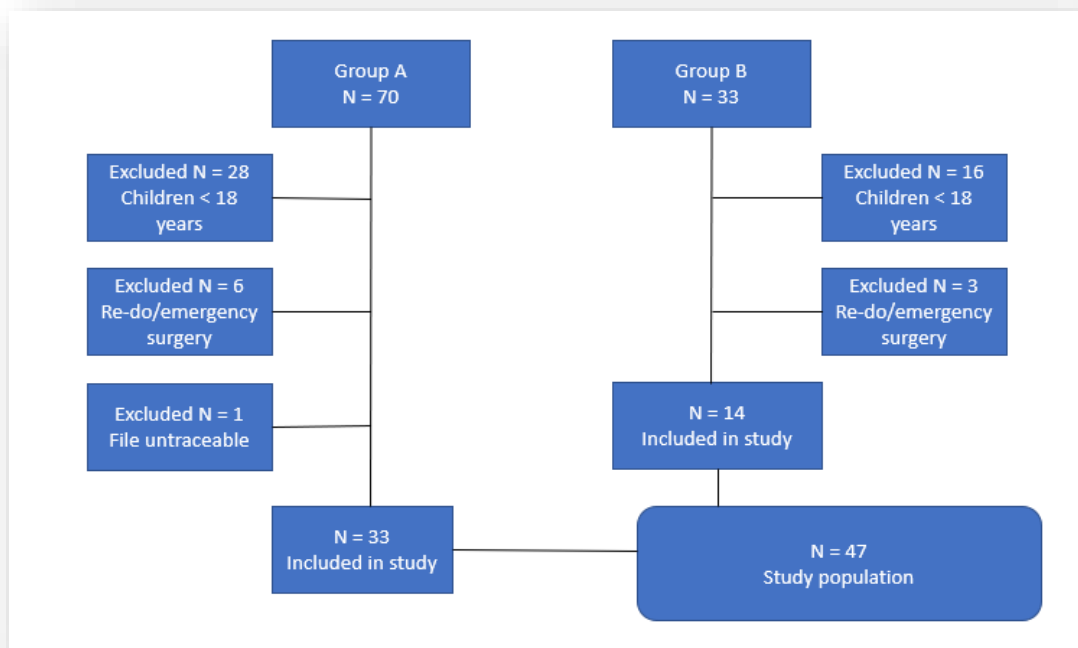 Group A
N = 70
Group B
N = 33
Excluded N = 28
Children < 18
years
Excluded N = 16
Children < 18
years
Excluded N = 6
Re-do/emergency
surgery
Excluded N = 3
Re-do/emergency
surgery
Excluded N = 1
File untraceable
N = 14
Included in study
N = 33
Included in study
N = 47
Study population